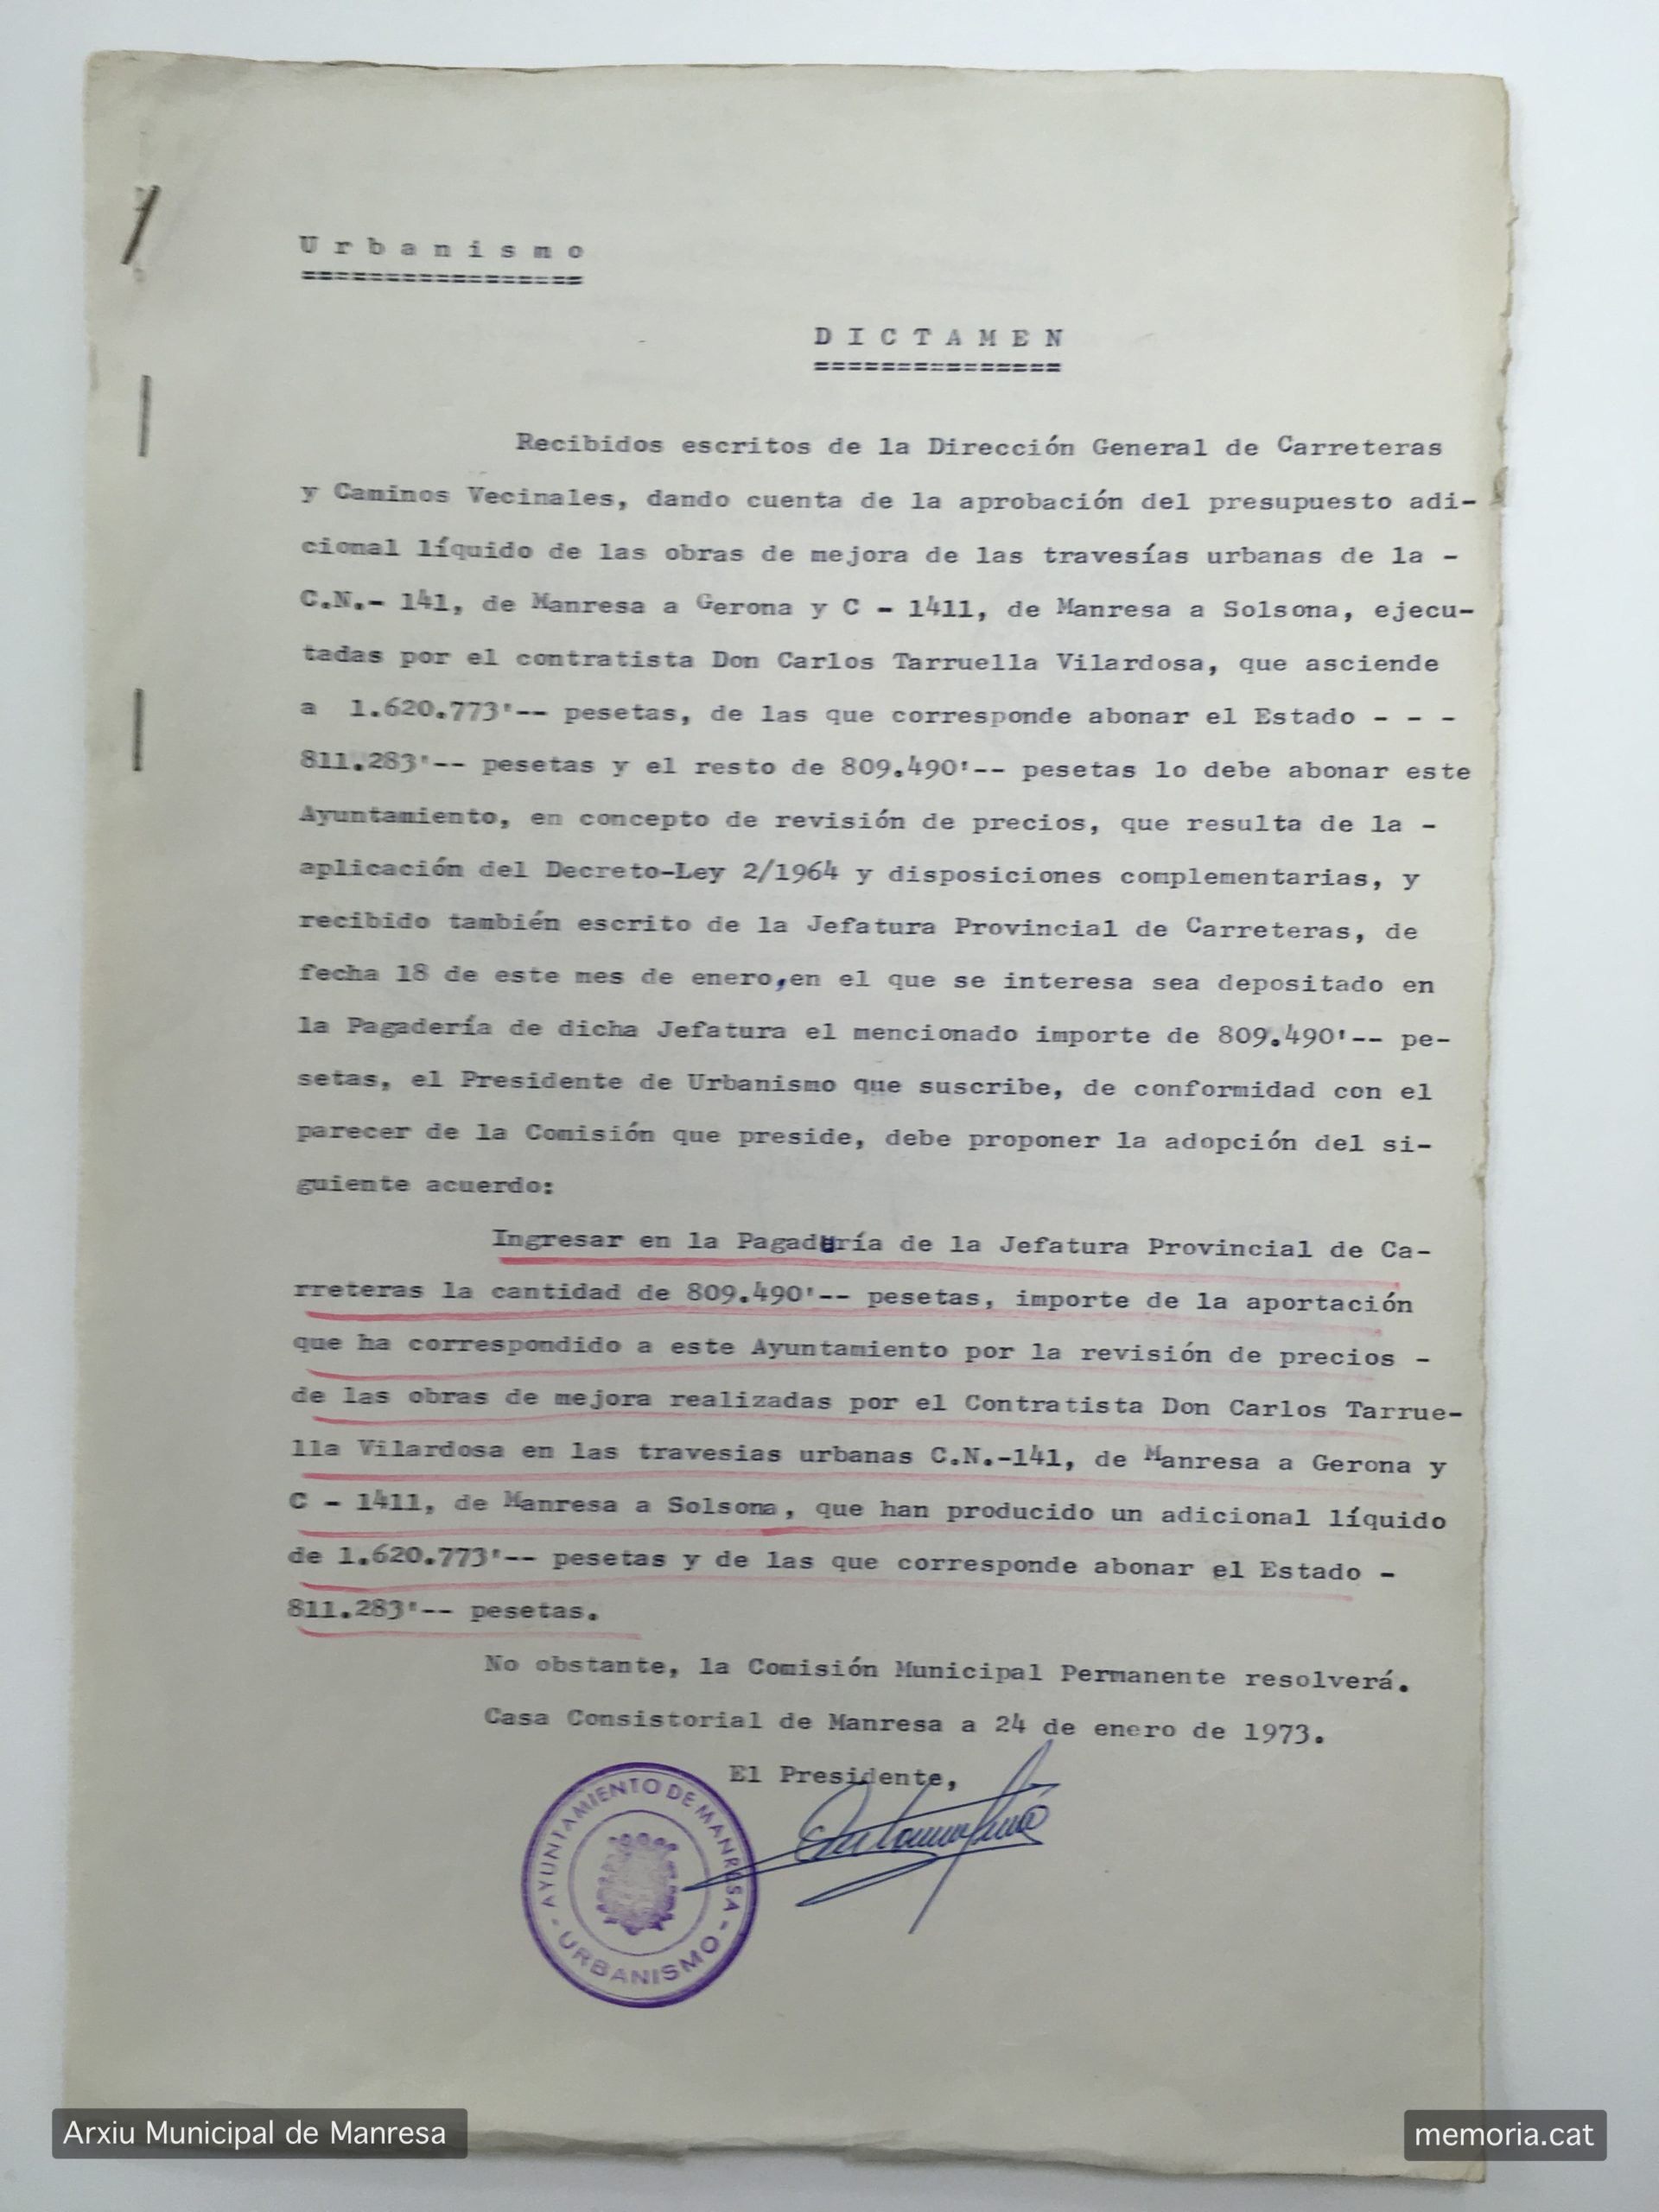 U r b a n i s m o
=================
D I C T A M E N
===============
Recibidos escritos de la Dirección General de Carreteras
y Caminos Vecinales, dando cuenta de la aprobación del presupuesto adi-
cional líquido de las obras de mejora de las travesías urbanas de la -
C.N.- 141, de Manresa a Gerona y C - 1411, de Manresa a Solsona, ejecu-
tadas por el contratista Don Carlos Tarruella Vilardosa, que asciende
a 1.620.773'-- pesetas, de las que corresponde abonar el Estado - - -
811.283'-- pesetas y el resto de 809.490'-- pesetas lo debe abonar este
Ayuntamiento, en concepto de revisión de precios, que resulta de la -
aplicación del Decreto-Ley 2/1964 y disposiciones complementarias, y
recibido también escrito de la Jefatura Provincial de Carreteras, de
fecha 18 de este mes de enero,en el que se interesa sea depositado en
la Pagadería de dicha Jefatura el mencionado importe de 809.490'-- pe-
setas, el Presidente de Urbanismo que suscribe, de conformidad con el
parecer de la Comisión que preside, debe proponer la adopción del si-
guiente acuerdo:
Ingresar en la Pagaduría de la Jefatura Provincial de Ca-
rreteras la cantidad de 809.490'-- pesetas, importe de la aportación
que ha correspondido a este Ayuntamiento por la revisión de precios -
de las obras de mejora realizadas por el Contratista Don Carlos Tarrue-
lla Vilardosa en las travesias urbanas C.N.-141, de Manresa a Gerona y
C - 1411, de Manresa a Solsona, que han producido un adicional líquido
de 1.620.773'-- pesetas y de las que corresponde abonar el Estado -
811.283'-- pesetas.
No obstante, la Comisión Municipal Permanente resolverá.
Casa Consistorial de Manresa a 24 de enero de 1973.
El Presidente,
- AYUNTAMIENTO DE MANRESA -
URBANISMO
Arxiu Municipal de Manresa
memoria.cat